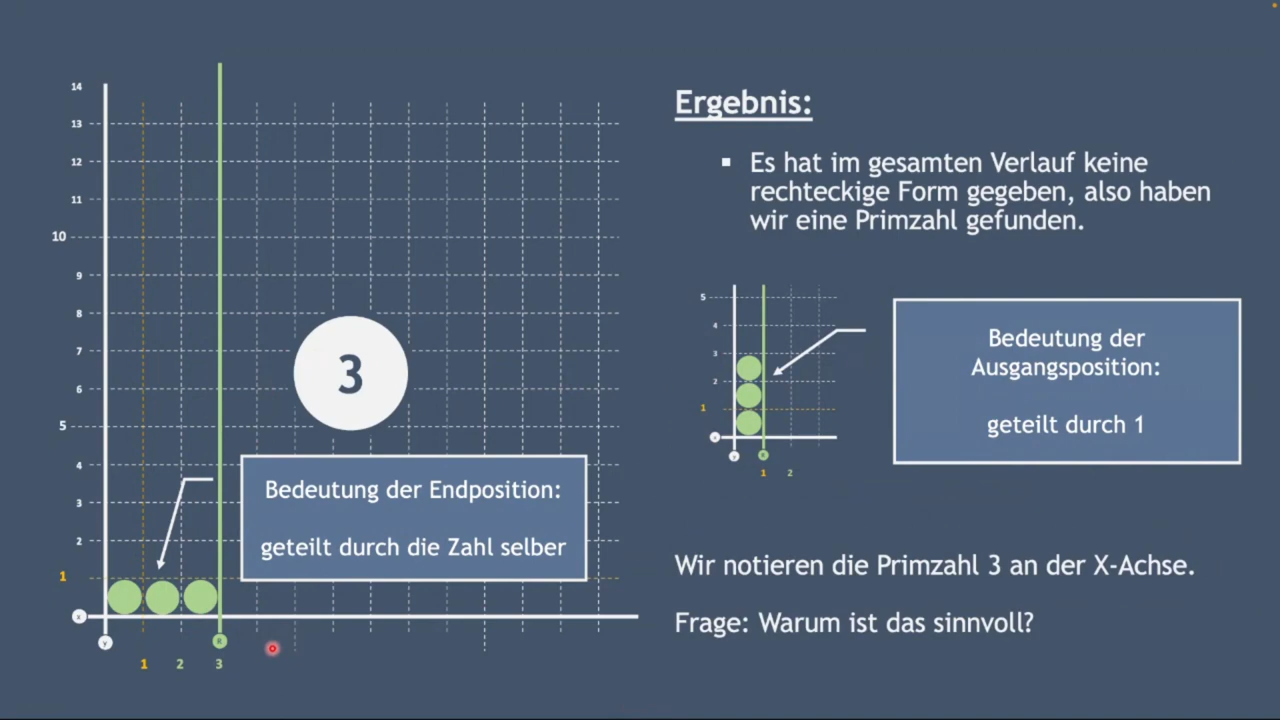 Ergebnis:
▪ Es hat im gesamten Verlauf keine
rechteckige Form gegeben, also haben
wir eine Primzahl gefunden.
14
13
12
11
10
9
8
7
6
5
4
3
2
1
X
Y
R
1 2 3
3
Bedeutung der Endposition:
geteilt durch die Zahl selber
5
4
3
2
1
Y
R
1 2
Bedeutung der
Ausgangsposition:
geteilt durch 1
Wir notieren die Primzahl 3 an der X-Achse.
Frage: Warum ist das sinnvoll?